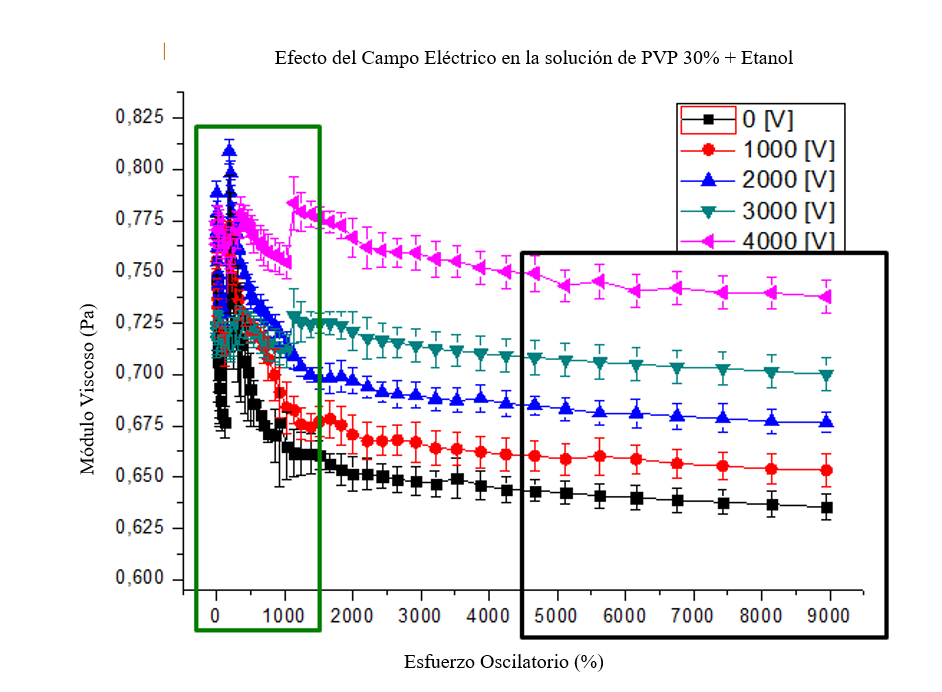 Efecto del Campo Eléctrico en la solución de PVP 30% + Etanol
0,825
0,800
0,775
0,750
0,725
0,700
0,675
0,650
0,625
0,600
Módulo Viscoso (Pa)
0 [V]
1000 [V]
2000 [V]
3000 [V]
4000 [V]
0 1000 2000 3000 4000 5000 6000 7000 8000 9000
Esfuerzo Oscilatorio (%)